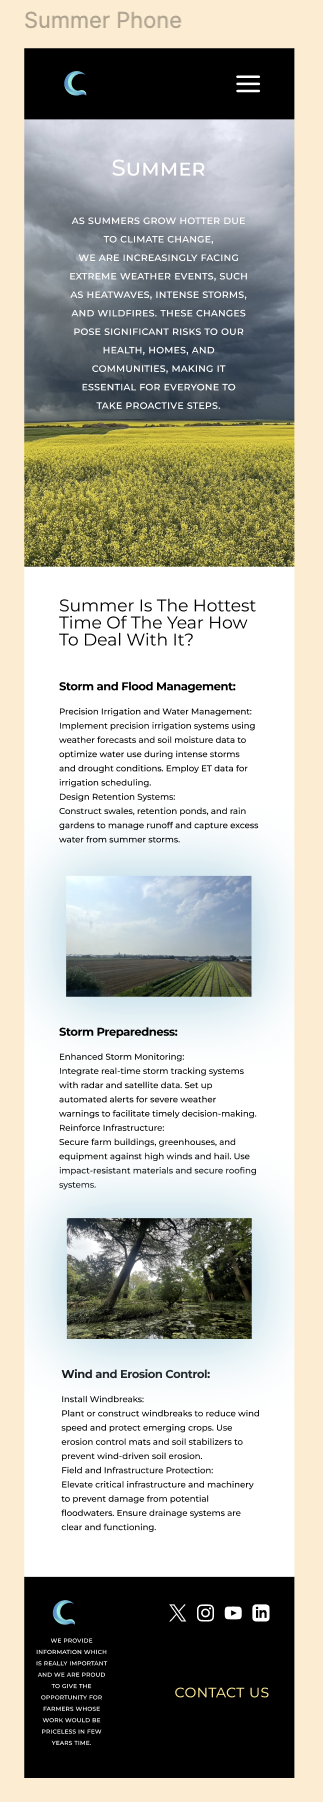 Summer Phone
SUMMER
AS SUMMERS GROW HOTTER DUE
TO CLIMATE CHANGE,
WE ARE INCREASINGLY FACING
EXTREME WEATHER EVENTS, SUCH
AS HEATWAVES, INTENSE STORMS,
AND WILDFIRES. THESE CHANGES
POSE SIGNIFICANT RISKS TO OUR
HEALTH, HOMES, AND
COMMUNITIES, MAKING IT
ESSENTIAL FOR EVERYONE TO
TAKE PROACTIVE STEPS.
Summer Is The Hottest
Time Of The Year How
To Deal With It?
Storm and Flood Management:
Precision Irrigation and Water Management:
Implement precision irrigation systems using
weather forecasts and soil moisture data to
optimize water use during intense storms
and drought conditions. Employ ET data for
irrigation scheduling.
Design Retention Systems:
Construct swales, retention ponds, and rain
gardens to manage runoff and capture excess
water from summer storms.
Storm Preparedness:
Enhanced Storm Monitoring:
Integrate real-time storm tracking systems
with radar and satellite data. Set up
automated alerts for severe weather
warnings to facilitate timely decision-making.
Reinforce Infrastructure:
Secure farm buildings, greenhouses, and
equipment against high winds and hail. Use
impact-resistant materials and secure roofing
systems.
Wind and Erosion Control:
Install Windbreaks:
Plant or construct windbreaks to reduce wind
speed and protect emerging crops. Use
erosion control mats and soil stabilizers to
prevent wind-driven soil erosion.
Field and Infrastructure Protection:
Elevate critical infrastructure and machinery
to prevent damage from potential
floodwaters. Ensure drainage systems are
clear and functioning.
WE PROVIDE
INFORMATION WHICH
IS REALLY IMPORTANT
AND WE ARE PROUD
TO GIVE THE
OPPORTUNITY FOR
FARMERS WHOSE
WORK WOULD BE
PRICELESS IN FEW
YEARS TIME.
CONTACT US